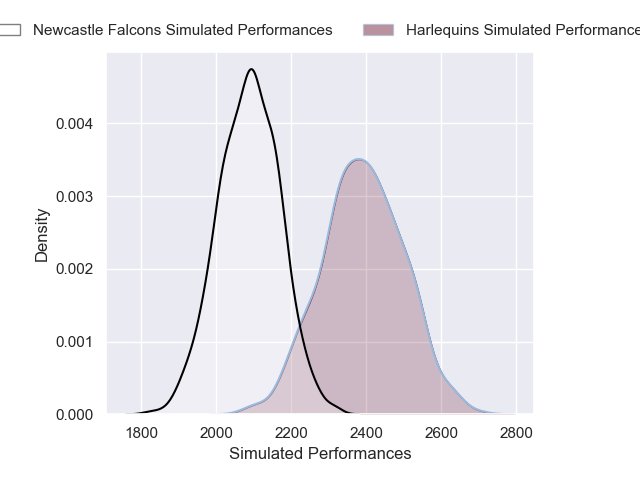 Newcastle Falcons Simulated Performances
Harlequins Simulated Performance
Density
0.004
0.003
0.002
0.001
0.000
1800 2000 2200 2400 2600 2800
Simulated Performances